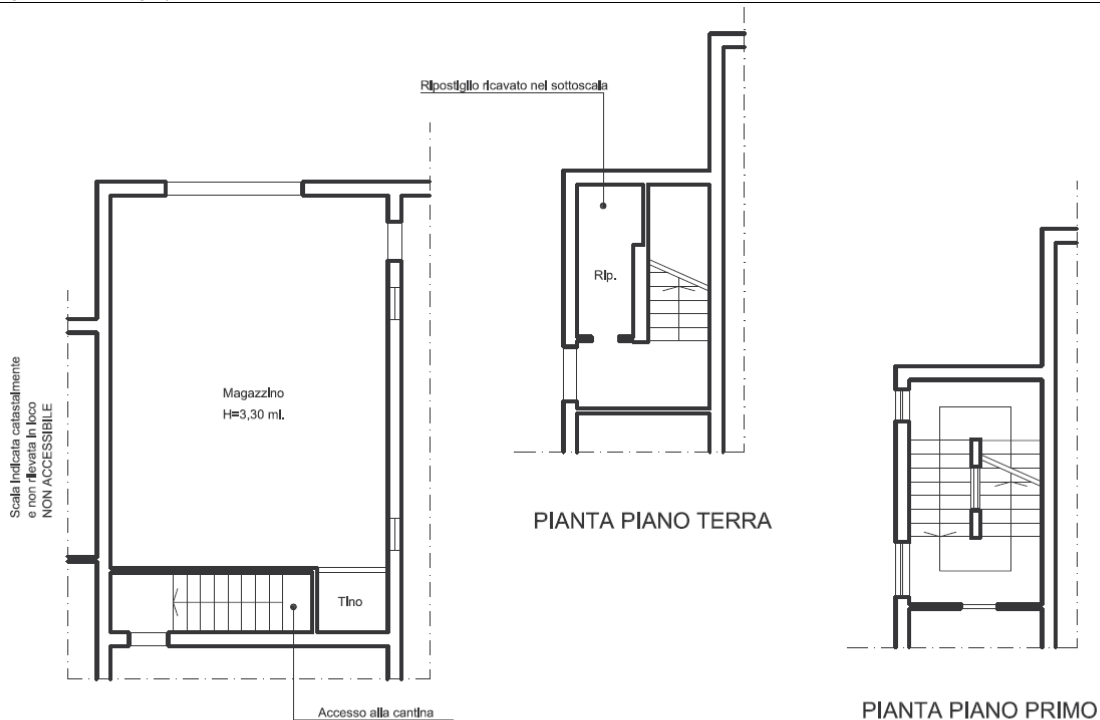 Ripostiglio ricavato nel sottoscala
Rip.
Magazzino
H=3,30 ml.
Scala indicata catastalmente
e non rilevata in loco
NON ACCESSIBILE
PIANTA PIANO TERRA
Tino
Accesso alla cantina
PIANTA PIANO PRIMO